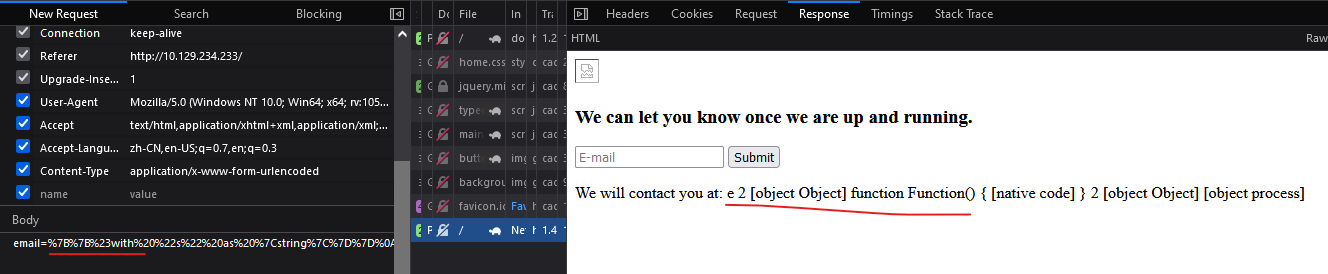 New Request Search Blocking
Connection keep-alive
Referer http://10.129.234.233/
Upgrade-Inse... 1
User-Agent Mozilla/5.0 (Windows NT 10.0; Win64; x64; rv:105...
Accept text/html,application/xhtml+xml,application/xml;...
Accept-Langu... zh-CN,en-US;q=0.7,en;q=0.3
Content-Type application/x-www-form-urlencoded
name value
Body
email=%7B%7B%23with%20%22s%22%20as%20%7Cstring%7C%7D%7D%0A
Do File In Tra
P / do h 1.2
G home.css sty d cac
G jquery.mi scr j cac
G type scr j cac
G main scr j cac
G butt img g cac
G backgrou img g cac
G favicon.ic Fav
P / Ne h 1.4
Headers Cookies Request Response Timings Stack Trace
HTML Raw
We can let you know once we are up and running.
E-mail Submit
We will contact you at: e 2 [object Object] function Function() { [native code] } 2 [object Object] [object process]